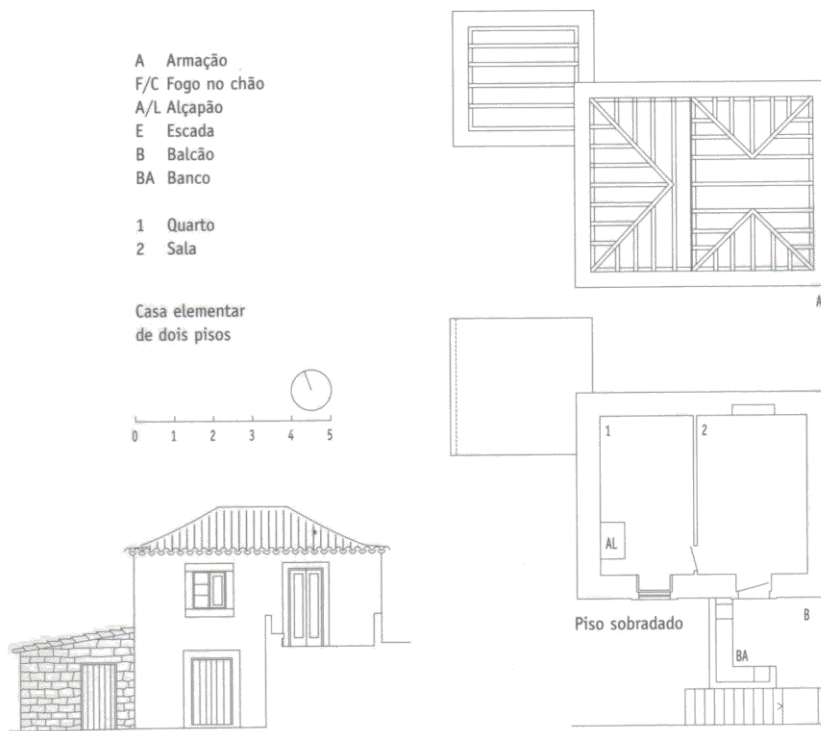 A Armação
F/C Fogo no chão
A/L Alçapão
E Escada
B Balcão
BA Banco
1 Quarto
2 Sala
Casa elementar
de dois pisos
0 1 2 3 4 5
A
1 2
AL
Piso sobradado
B
BA